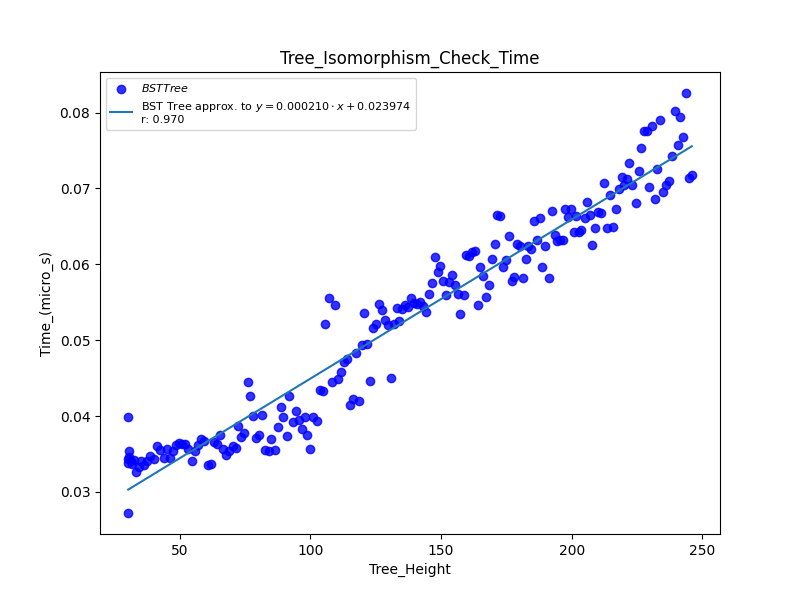 Tree_Isomorphism_Check_Time
BSTTree
BST Tree approx. to y = 0.000210 · x + 0.023974
r: 0.970
0.08
0.07
0.06
0.05
0.04
0.03
Time_(micro_s)
50 100 150 200 250
Tree_Height